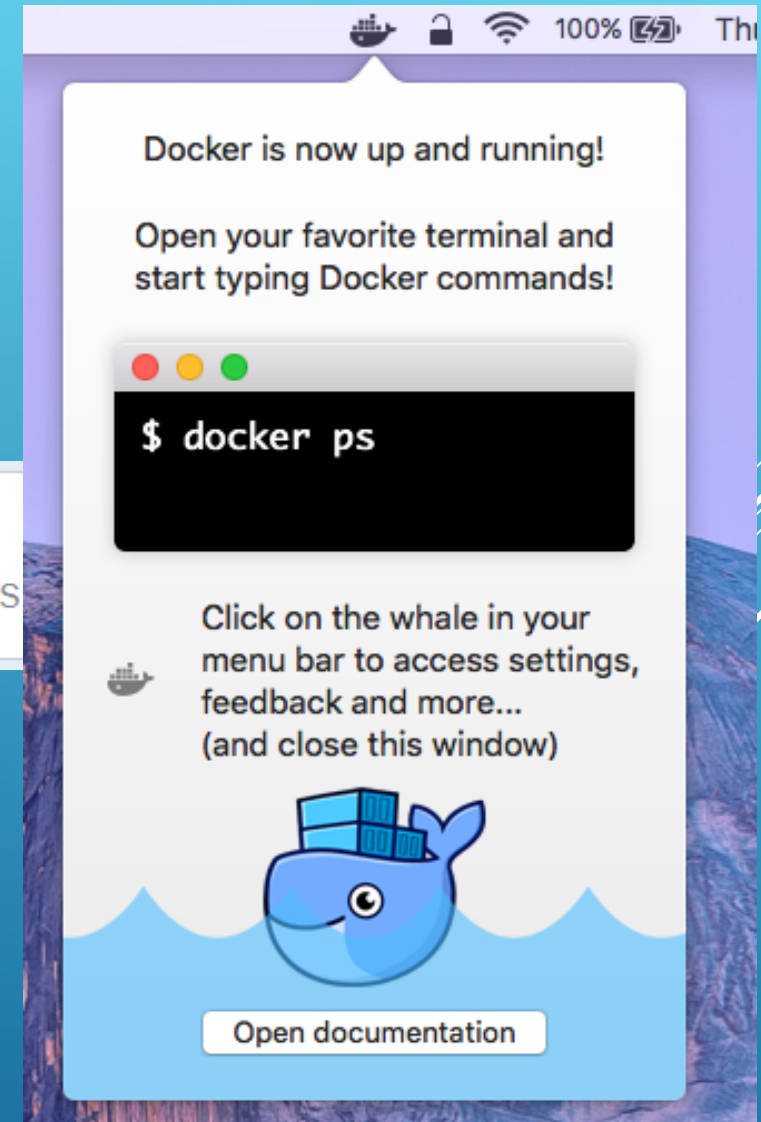 100% Thu
Docker is now up and running!
Open your favorite terminal and
start typing Docker commands!
$ docker ps
s
Click on the whale in your
menu bar to access settings,
feedback and more...
(and close this window)
Open documentation